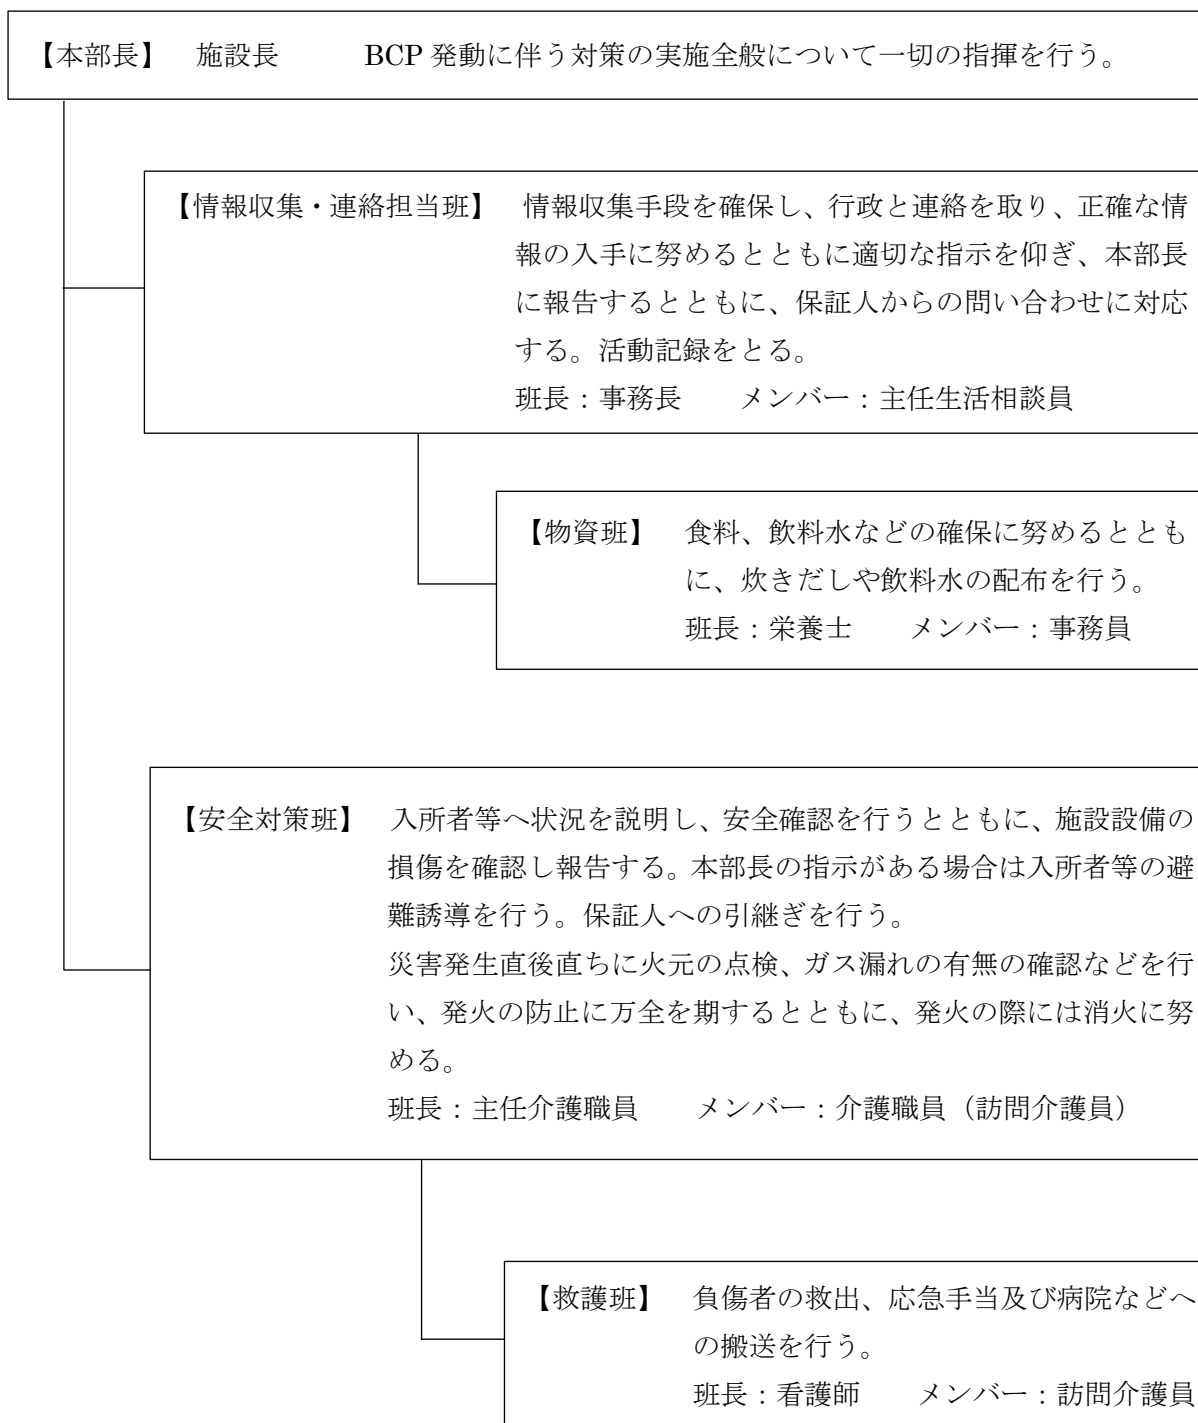 【本部長】 施設長 BCP 発動に伴う対策の実施全般について一切の指揮を行う。
【情報収集・連絡担当班】 情報収集手段を確保し、行政と連絡を取り、正確な情
報の入手に努めるとともに適切な指示を仰ぎ、本部長
に報告するとともに、保証人からの問い合わせに対応
する。活動記録をとる。
班長：事務長 メンバー：主任生活相談員
【物資班】 食料、飲料水などの確保に努めるととも
に、炊きだしや飲料水の配布を行う。
班長：栄養士 メンバー：事務員
【安全対策班】 入所者等へ状況を説明し、安全確認を行うとともに、施設設備の
損傷を確認し報告する。本部長の指示がある場合は入所者等の避
難誘導を行う。保証人への引継ぎを行う。
災害発生直後直ちに火元の点検、ガス漏れの有無の確認などを行
い、発火の防止に万全を期するとともに、発火の際には消火に努
める。
班長：主任介護職員 メンバー：介護職員（訪問介護員）
【救護班】 負傷者の救出、応急手当及び病院などへ
の搬送を行う。
班長：看護師 メンバー：訪問介護員